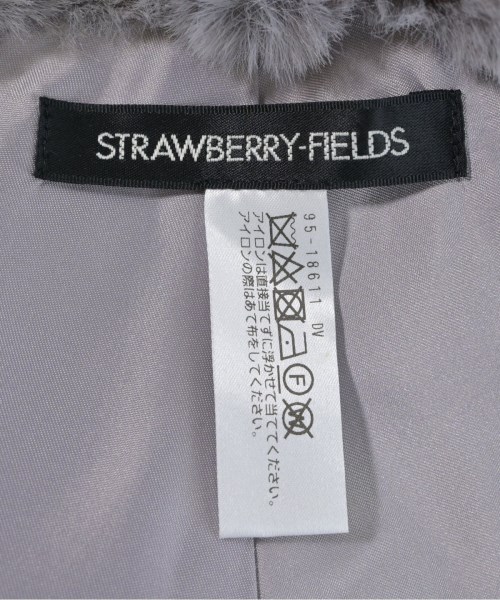 STRAWBERRY-FIELDS
95-18611 DV
アイロンは直接当てずに浮かせて当ててください。
アイロンの際はあて布をしてください。